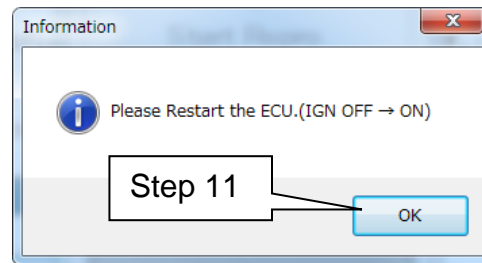 Information
Please Restart the ECU.(IGN OFF → ON)
Step 11
OK